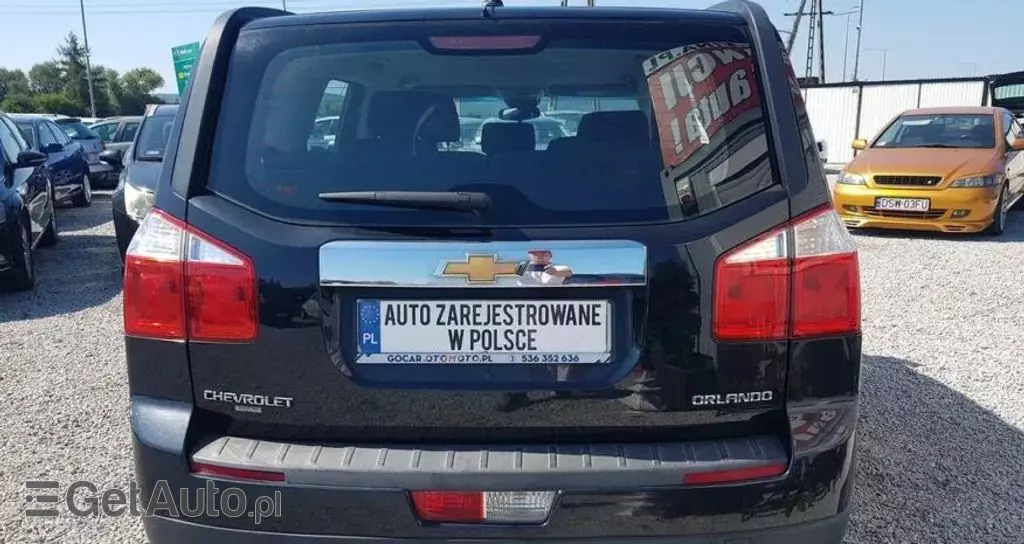 AUTO ZAREJESTROWANE
W POLSCE
PL
GOCAR.OTOMOTO.PL 536 352 636
CHEVROLET
ORLANDO
DSW 03FU
GetAuto.pl